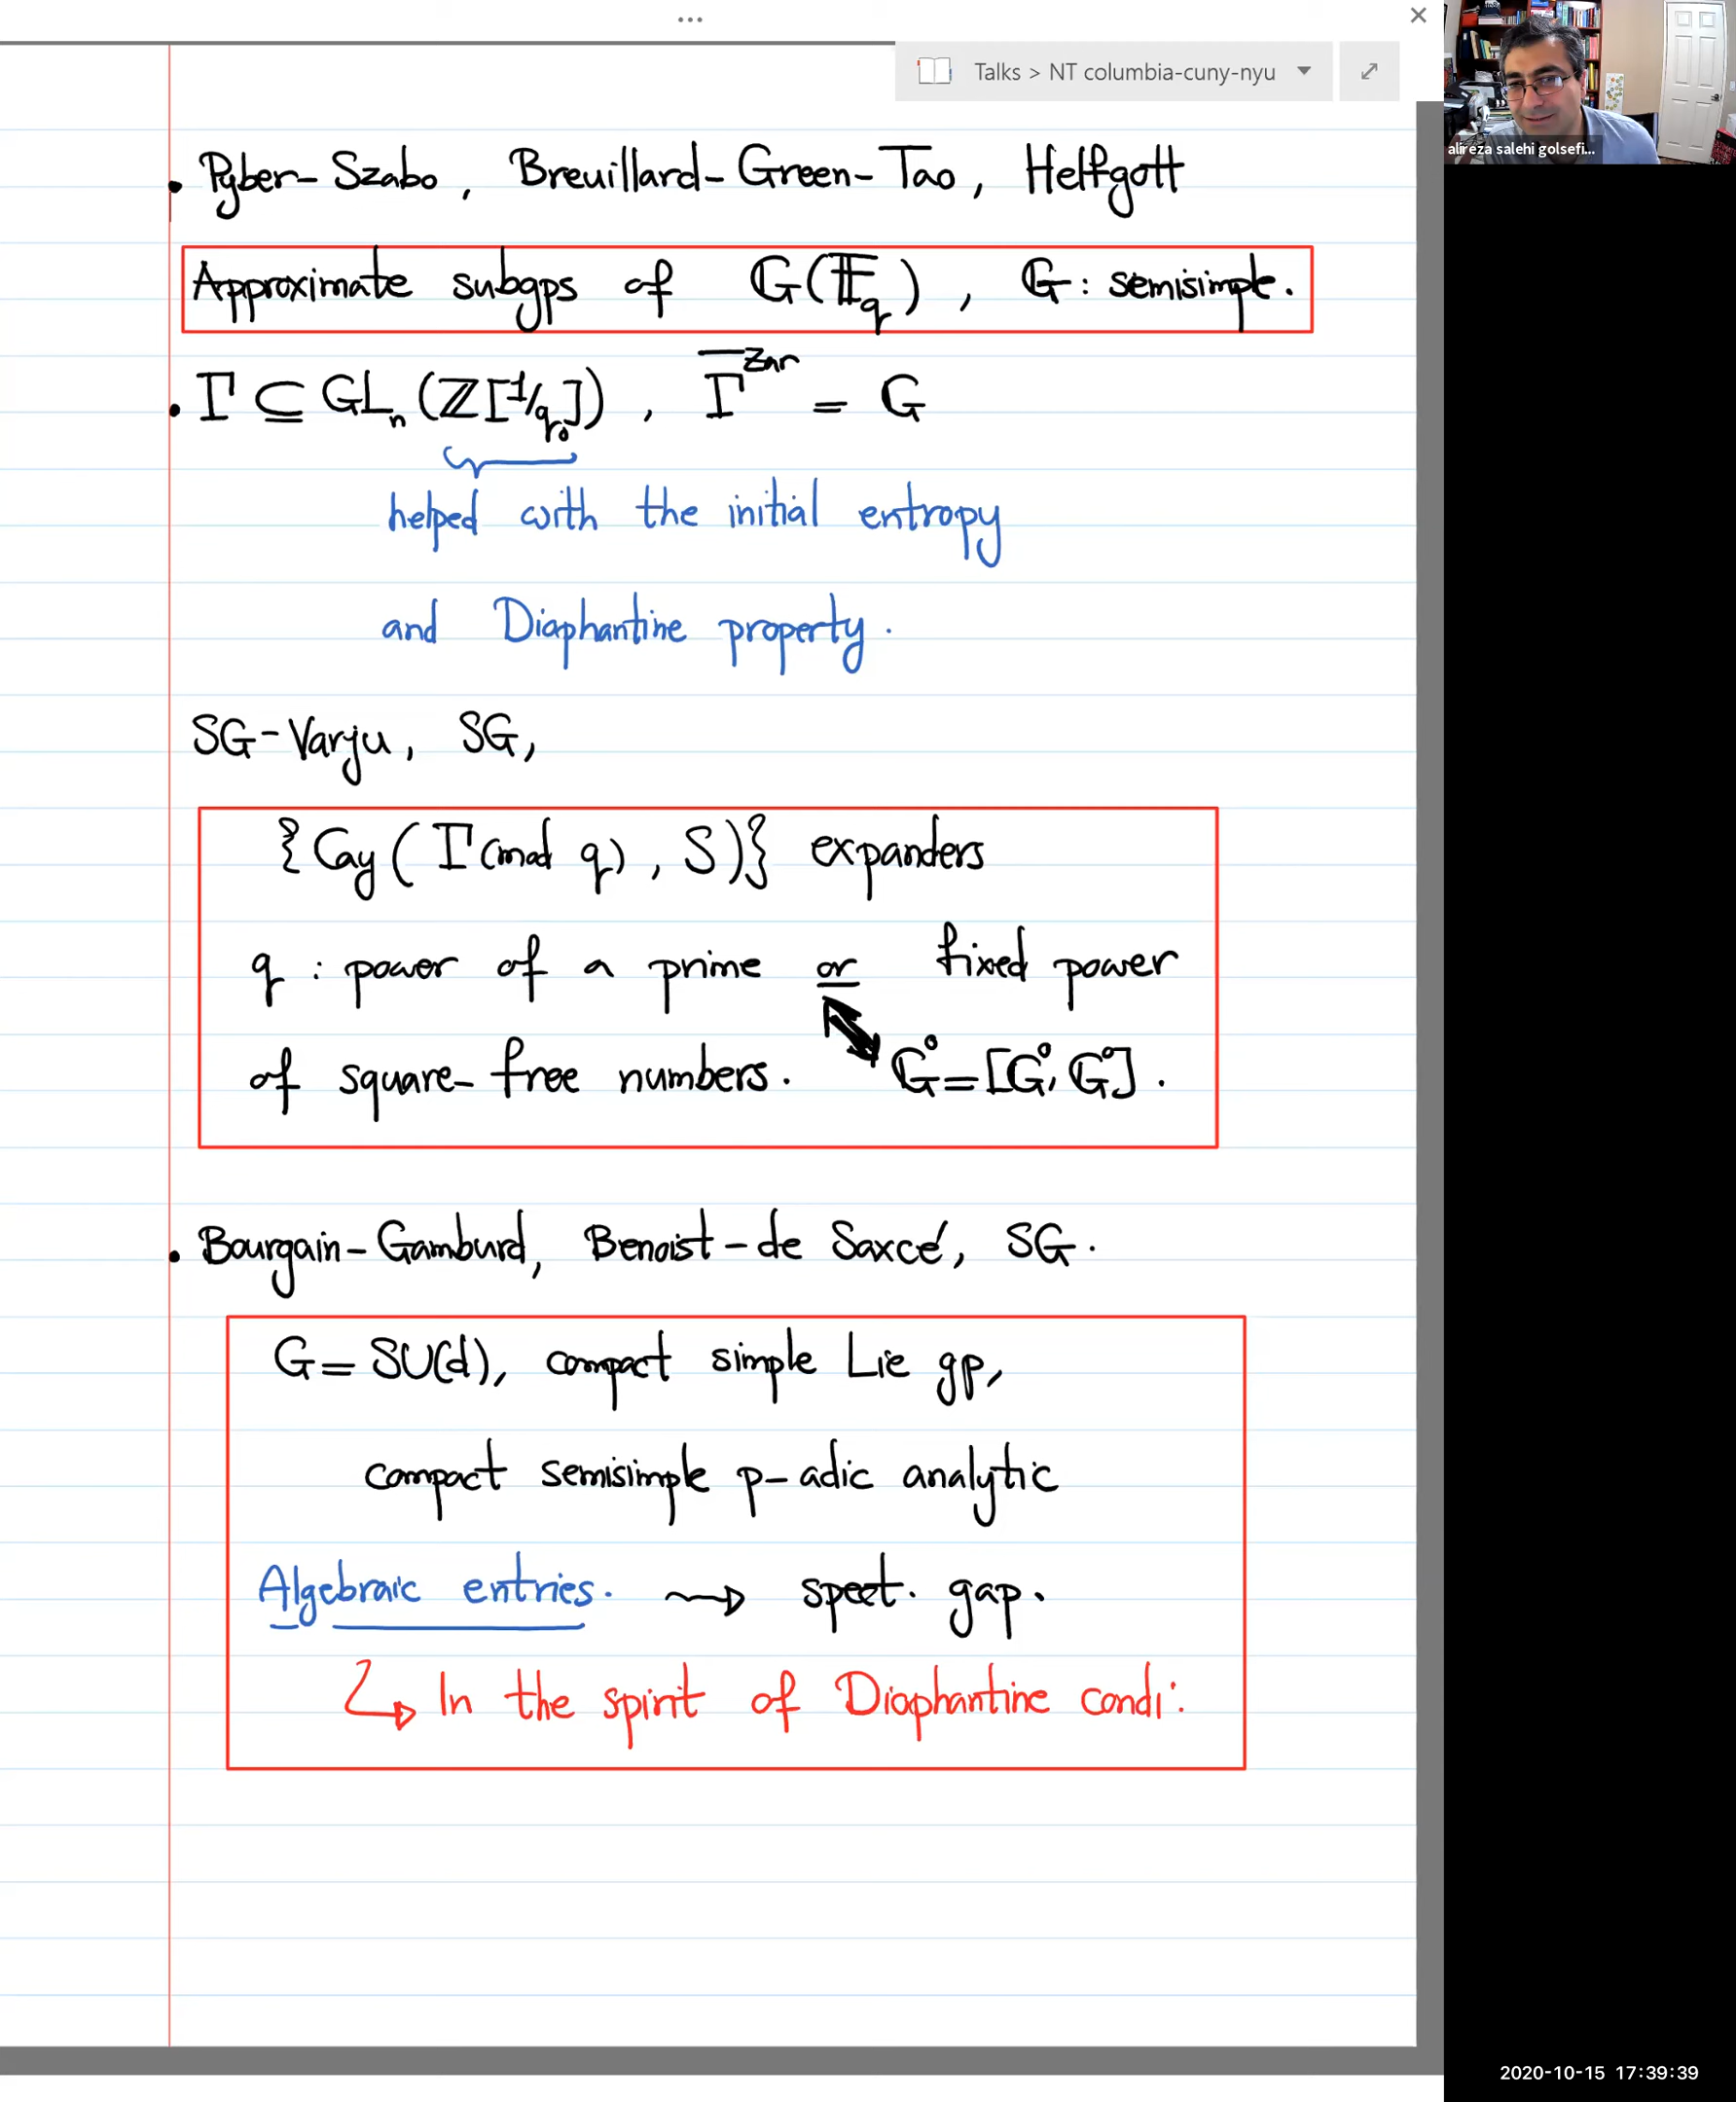 Talks > NT columbia-cuny-nyu
alireza salehi golsefi...
• Pyber-Szabo, Breuillard-Green-Tao, Helfgott
Approximate subgps of 𝔾(𝔽_q), 𝔾: semisimple.
• Γ ⊆ GL_n(ℤ[1/q₀]), Γ̄^Zar = G
helped with the initial entropy
and Diaphantine property.
SG-Varju, SG,
{Cay(Γ(mod q), S)} expanders
q: power of a prime or fixed power
of square-free numbers. 𝔾° = [𝔾°, 𝔾°].
• Bourgain-Gamburd, Benoist-de Saxcé, SG.
G = SU(d), compact simple Lie gp,
compact semisimple p-adic analytic
Algebraic entries. ⇝ spect. gap.
↳ In the spirit of Diaphantine condi.
2020-10-15 17:39:39